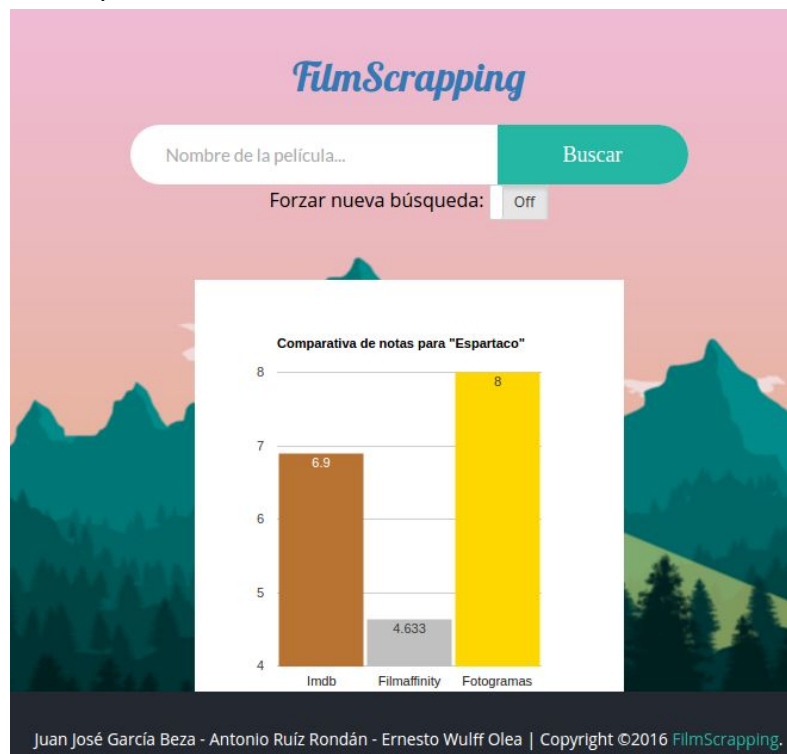 FilmScrapping
Nombre de la película... Buscar
Forzar nueva búsqueda: Off
Comparativa de notas para "Espartaco"
8
8
7
6.9
6
5
4.633
4
Imdb Filmaffinity Fotogramas
Juan José García Beza - Antonio Ruíz Rondán - Ernesto Wulff Olea | Copyright ©2016 FilmScrapping.